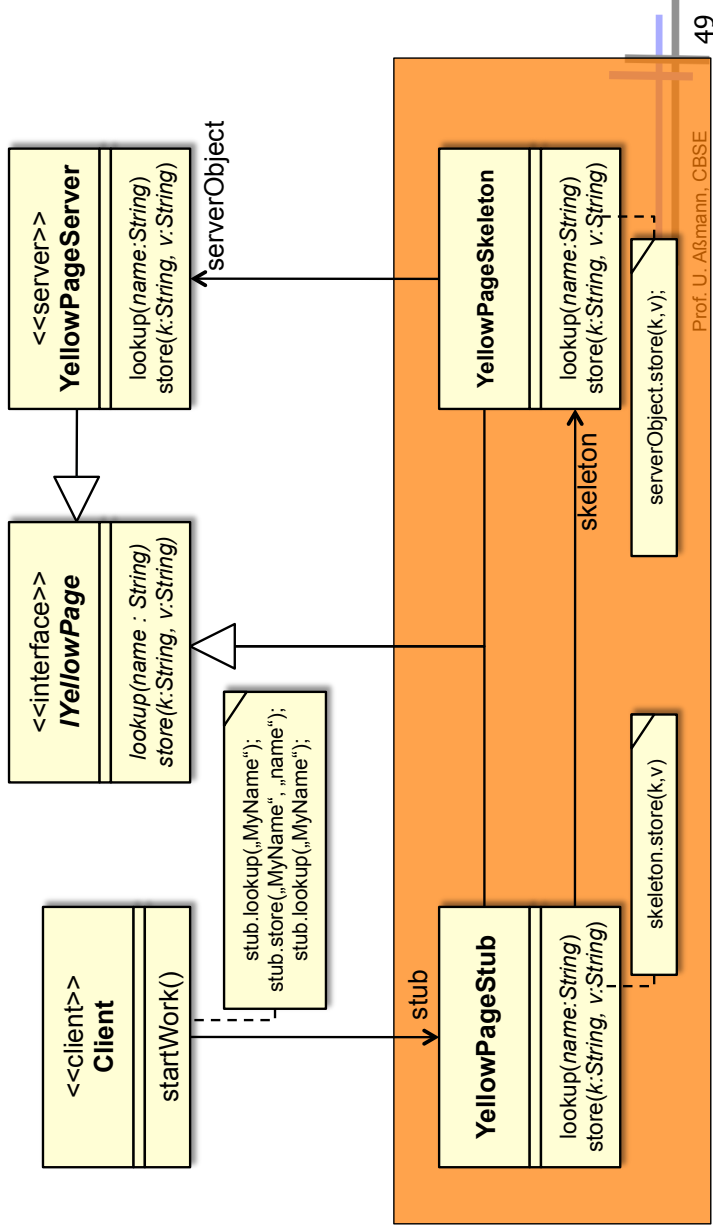 <<client>>
Client
startWork()
<<interface>>
IYellowPage
lookup(name : String)
store(k:String, v:String)
<<server>>
YellowPageServer
lookup(name:String)
store(k:String, v:String)
stub.lookup(„MyName“);
stub.store(„MyName“, „name“);
stub.lookup(„MyName“);
stub
serverObject
YellowPageStub
lookup(name:String)
store(k:String, v:String)
skeleton
YellowPageSkeleton
lookup(name:String)
store(k:String, v:String)
skeleton.store(k,v)
serverObject.store(k,v);
Prof. U. Aßmann, CBSE
49